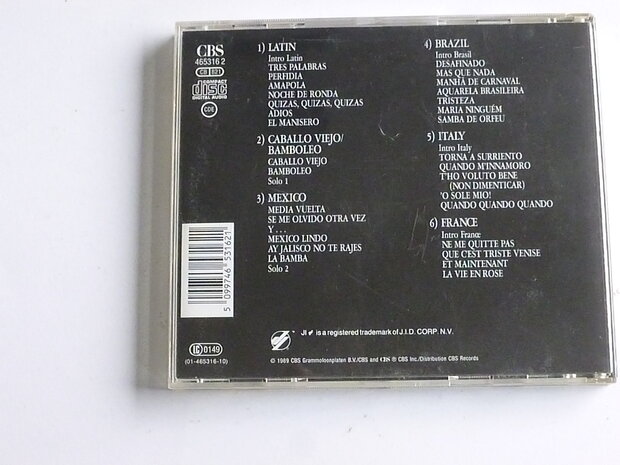 CBS
465316 2
CB 821
COMPACT
disc
DIGITAL AUDIO
CDE
1) LATIN
Intro Latin
TRES PALABRAS
PERFIDIA
AMAPOLA
NOCHE DE RONDA
QUIZAS, QUIZAS, QUIZAS
ADIOS
EL MANISERO
2) CABALLO VIEJO/
BAMBOLEO
CABALLO VIEJO
BAMBOLEO
Solo 1
3) MEXICO
MEDIA VUELTA
SE ME OLVIDO OTRA VEZ
Y . . .
MEXICO LINDO
AY JALISCO NO TE RAJES
LA BAMBA
Solo 2
4) BRAZIL
Intro Brasil
DESAFINADO
MAS QUE NADA
MANHÃ DE CARNAVAL
AQUARELA BRASILEIRA
TRISTEZA
MARIA NINGUÉM
SAMBA DE ORFEU
5) ITALY
Intro Italy
TORNA A SURRIENTO
QUANDO M'INNAMORO
T'HO VOLUTO BENE
(NON DIMENTICAR)
'O SOLE MIO!
QUANDO QUANDO QUANDO
6) FRANCE
Intro France
NE ME QUITTE PAS
QUE C'EST TRISTE VENISE
ET MAINTENANT
LA VIE EN ROSE
5 099746 531621
JI is a registered trademark of J.I.D. CORP. N.V.
IC 0149
(01-465316-10)
© 1989 CBS Grammofoonplaten B.V./CBS and CBS ® CBS Inc./Distribution CBS Records